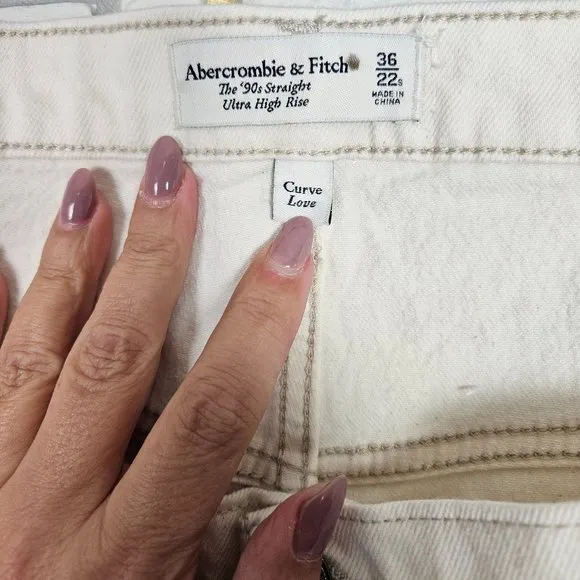 Abercrombie & Fitch
The '90s Straight
Ultra High Rise
36
22s
MADE IN
CHINA
Curve
Love